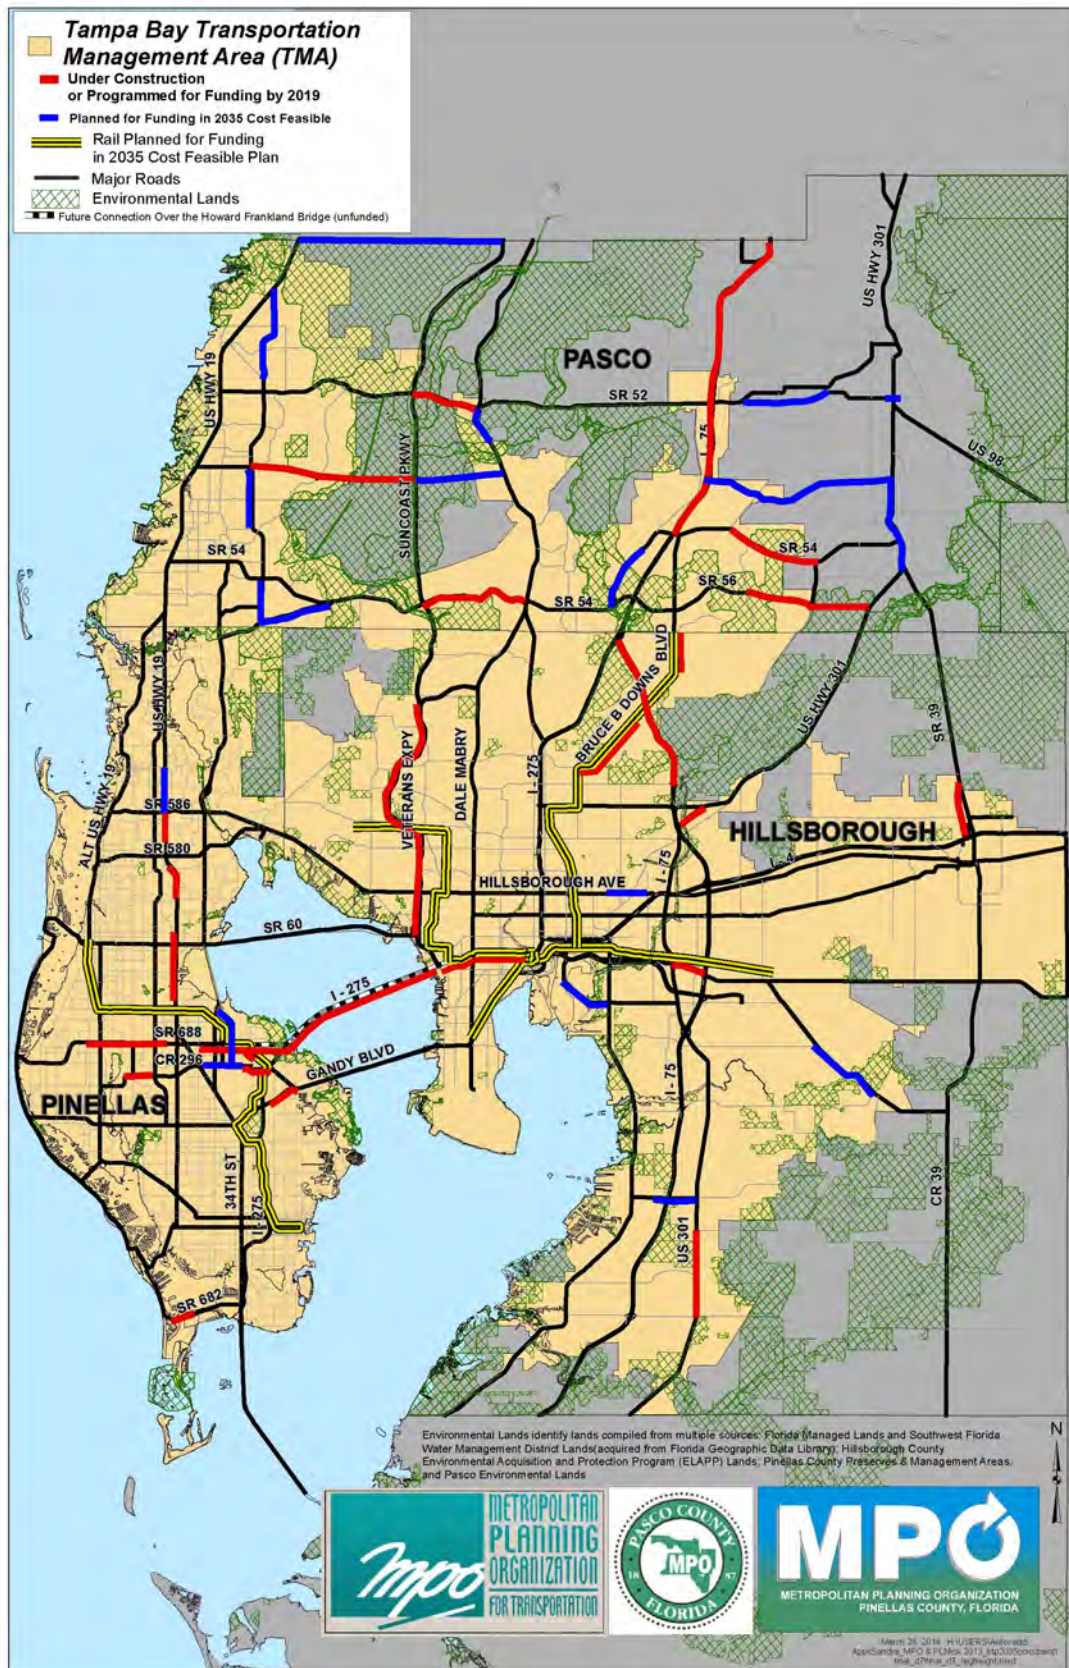 Tampa Bay Transportation
Management Area (TMA)
Under Construction
or Programmed for Funding by 2019
Planned for Funding in 2035 Cost Feasible
Rail Planned for Funding
in 2035 Cost Feasible Plan
Major Roads
Environmental Lands
Future Connection Over the Howard Frankland Bridge (unfunded)
US HWY 301
PASCO
US HWY 19
SR 52
I - 75
US 98
SUNCOAST PKWY
SR 54
SR 54
SR 56
SR 54
US HWY 19
BRUCE B DOWNS BLVD
US HWY 301
SR 39
VETERANS EXPY
DALE MABRY
I - 275
ALT US HWY 19
SR 586
SR 580
HILLSBOROUGH
I - 75
I - 4
HILLSBOROUGH AVE
SR 60
I - 275
SR 688
CR 296
GANDY BLVD
PINELLAS
I - 75
34TH ST
I - 275
CR 39
US 301
SR 682
Environmental Lands identify lands compiled from multiple sources: Florida Managed Lands and Southwest Florida
Water Management District Lands(acquired from Florida Geographic Data Library); Hillsborough County
Environmental Acquisition and Protection Program (ELAPP) Lands; Pinellas County Preserves & Management Areas,
and Pasco Environmental Lands
N
mpo
METROPOLITAN
PLANNING
ORGANIZATION
FOR TRANSPORTATION
PASCO COUNTY
MPO
18 87
FLORIDA
MPO
METROPOLITAN PLANNING ORGANIZATION
PINELLAS COUNTY, FLORIDA
March 28, 2014